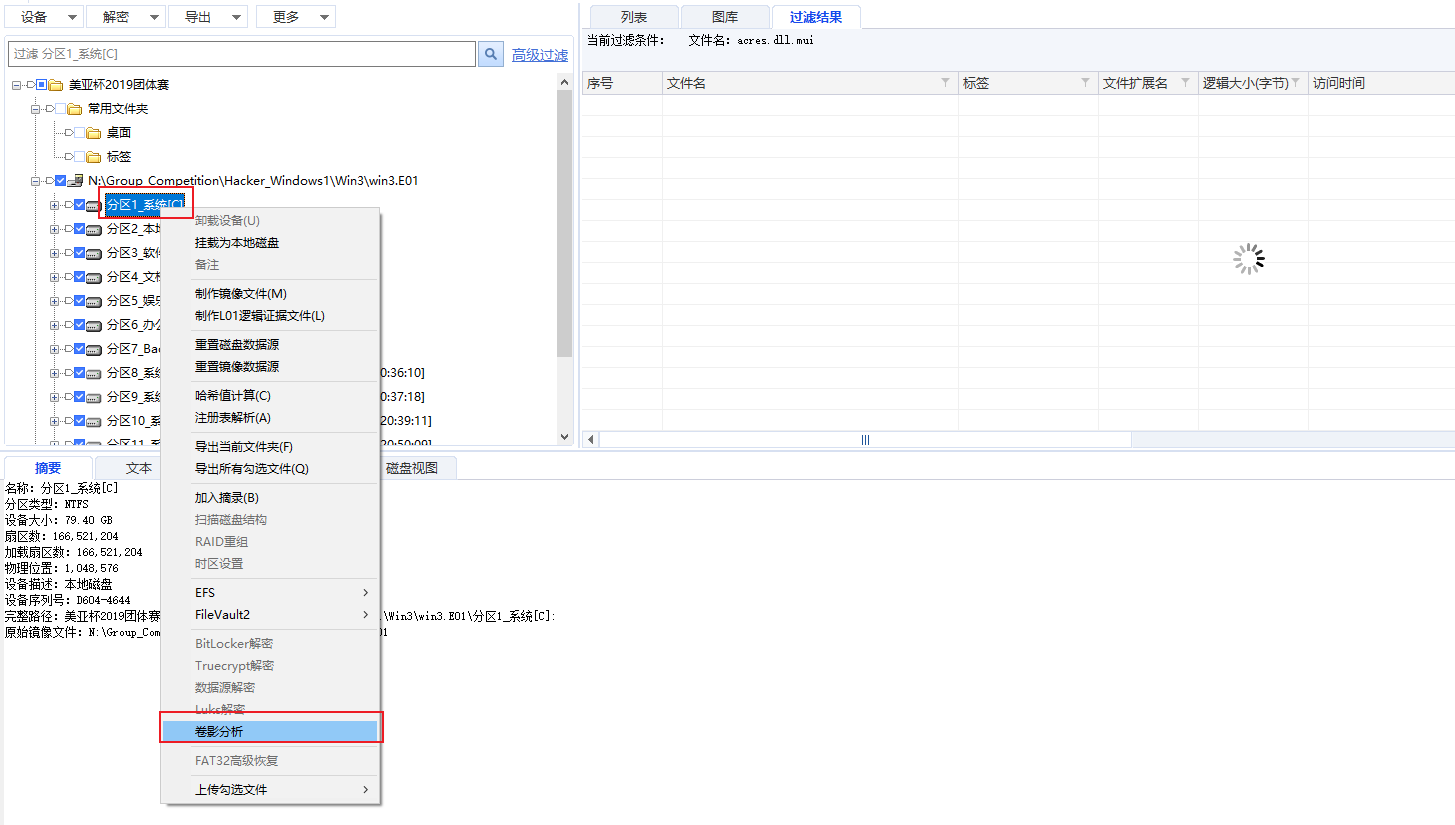 设备 解密 导出 更多
过滤 分区1_系统[C] 高级过滤
美亚杯2019团体赛
常用文件夹
桌面
标签
N:\Group_Competition\Hacker_Windows1\Win3\win3.E01
分区1_系统[C]
分区2_本
分区3_软
分区4_文
分区5_娱
分区6_办
分区7_Ba
分区8_系 0:36:10]
分区9_系 0:37:18]
分区10_系 20:39:11]
分区11_系 20:50:09]
卸载设备(U)
挂载为本地磁盘
备注
制作镜像文件(M)
制作L01逻辑证据文件(L)
重置磁盘数据源
重置镜像数据源
哈希值计算(C)
注册表解析(A)
导出当前文件夹(F)
导出所有勾选文件(Q)
加入摘录(B)
扫描磁盘结构
RAID重组
时区设置
EFS
FileVault2
BitLocker解密
Truecrypt解密
数据源解密
Luks解密
卷影分析
FAT32高级恢复
上传勾选文件
列表 图库 过滤结果
当前过滤条件: 文件名: acres.dll.mui
序号 文件名 标签 文件扩展名 逻辑大小(字节) 访问时间
摘要 文本 磁盘视图
名称: 分区1_系统[C]
分区类型: NTFS
设备大小: 79.40 GB
扇区数: 166,521,204
加载扇区数: 166,521,204
物理位置: 1,048,576
设备描述: 本地磁盘
设备序列号: D604-4644
完整路径: 美亚杯2019团体赛 \Win3\win3.E01\分区1_系统[C]:
原始镜像文件: N:\Group_Com 01